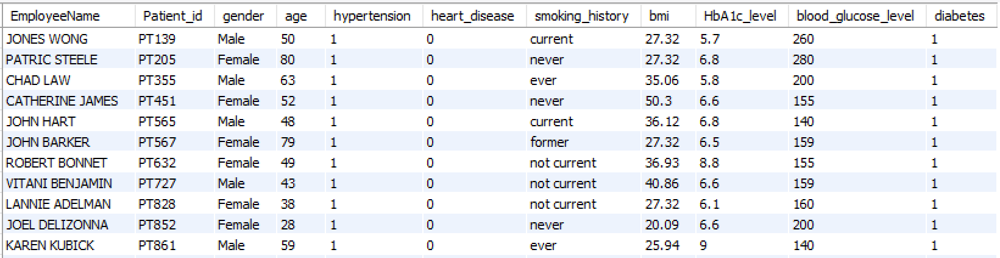 EmployeeName Patient_id gender age hypertension heart_disease smoking_history bmi HbA1c_level blood_glucose_level diabetes
JONES WONG PT139 Male 50 1 0 current 27.32 5.7 260 1
PATRIC STEELE PT205 Female 80 1 0 never 27.32 6.8 280 1
CHAD LAW PT355 Male 63 1 0 ever 35.06 5.8 200 1
CATHERINE JAMES PT451 Female 52 1 0 never 50.3 6.6 155 1
JOHN HART PT565 Male 48 1 0 current 36.12 6.8 140 1
JOHN BARKER PT567 Female 79 1 0 former 27.32 6.5 159 1
ROBERT BONNET PT632 Female 49 1 0 not current 36.93 8.8 155 1
VITANI BENJAMIN PT727 Male 43 1 0 not current 40.86 6.6 159 1
LANNIE ADELMAN PT828 Female 38 1 0 not current 27.32 6.1 160 1
JOEL DELIZONNA PT852 Female 28 1 0 never 20.09 6.6 200 1
KAREN KUBICK PT861 Male 59 1 0 ever 25.94 9 140 1